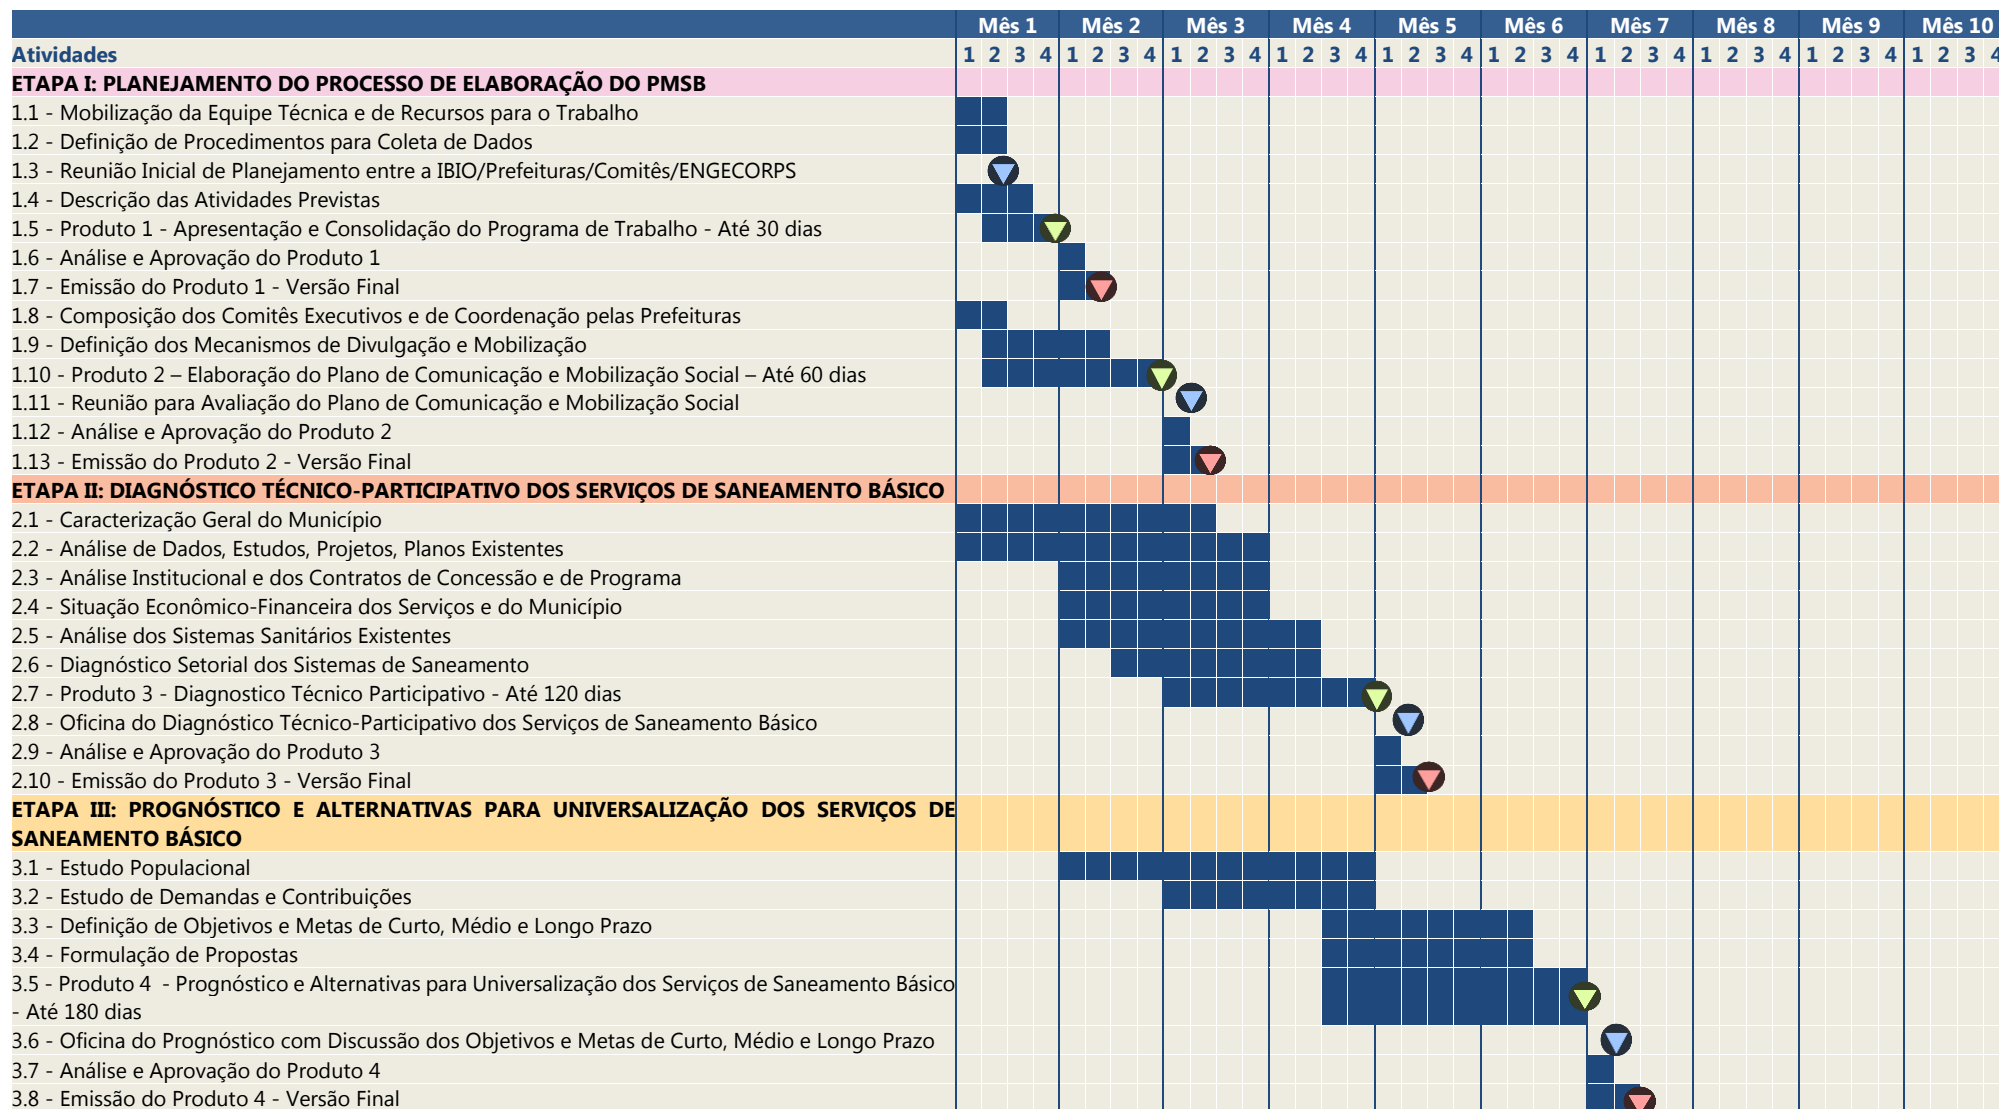 Mês 1 Mês 2 Mês 3 Mês 4 Mês 5 Mês 6 Mês 7 Mês 8 Mês 9 Mês 10
Atividades 1 2 3 4 1 2 3 4 1 2 3 4 1 2 3 4 1 2 3 4 1 2 3 4 1 2 3 4 1 2 3 4 1 2 3 4 1 2 3 4
ETAPA I: PLANEJAMENTO DO PROCESSO DE ELABORAÇÃO DO PMSB
1.1 - Mobilização da Equipe Técnica e de Recursos para o Trabalho
1.2 - Definição de Procedimentos para Coleta de Dados
1.3 - Reunião Inicial de Planejamento entre a IBIO/Prefeituras/Comitês/ENGECORPS
1.4 - Descrição das Atividades Previstas
1.5 - Produto 1 - Apresentação e Consolidação do Programa de Trabalho - Até 30 dias
1.6 - Análise e Aprovação do Produto 1
1.7 - Emissão do Produto 1 - Versão Final
1.8 - Composição dos Comitês Executivos e de Coordenação pelas Prefeituras
1.9 - Definição dos Mecanismos de Divulgação e Mobilização
1.10 - Produto 2 – Elaboração do Plano de Comunicação e Mobilização Social – Até 60 dias
1.11 - Reunião para Avaliação do Plano de Comunicação e Mobilização Social
1.12 - Análise e Aprovação do Produto 2
1.13 - Emissão do Produto 2 - Versão Final
ETAPA II: DIAGNÓSTICO TÉCNICO-PARTICIPATIVO DOS SERVIÇOS DE SANEAMENTO BÁSICO
2.1 - Caracterização Geral do Município
2.2 - Análise de Dados, Estudos, Projetos, Planos Existentes
2.3 - Análise Institucional e dos Contratos de Concessão e de Programa
2.4 - Situação Econômico-Financeira dos Serviços e do Município
2.5 - Análise dos Sistemas Sanitários Existentes
2.6 - Diagnóstico Setorial dos Sistemas de Saneamento
2.7 - Produto 3 - Diagnostico Técnico Participativo - Até 120 dias
2.8 - Oficina do Diagnóstico Técnico-Participativo dos Serviços de Saneamento Básico
2.9 - Análise e Aprovação do Produto 3
2.10 - Emissão do Produto 3 - Versão Final
ETAPA III: PROGNÓSTICO E ALTERNATIVAS PARA UNIVERSALIZAÇÃO DOS SERVIÇOS DE
SANEAMENTO BÁSICO
3.1 - Estudo Populacional
3.2 - Estudo de Demandas e Contribuições
3.3 - Definição de Objetivos e Metas de Curto, Médio e Longo Prazo
3.4 - Formulação de Propostas
3.5 - Produto 4 - Prognóstico e Alternativas para Universalização dos Serviços de Saneamento Básico
- Até 180 dias
3.6 - Oficina do Prognóstico com Discussão dos Objetivos e Metas de Curto, Médio e Longo Prazo
3.7 - Análise e Aprovação do Produto 4
3.8 - Emissão do Produto 4 - Versão Final